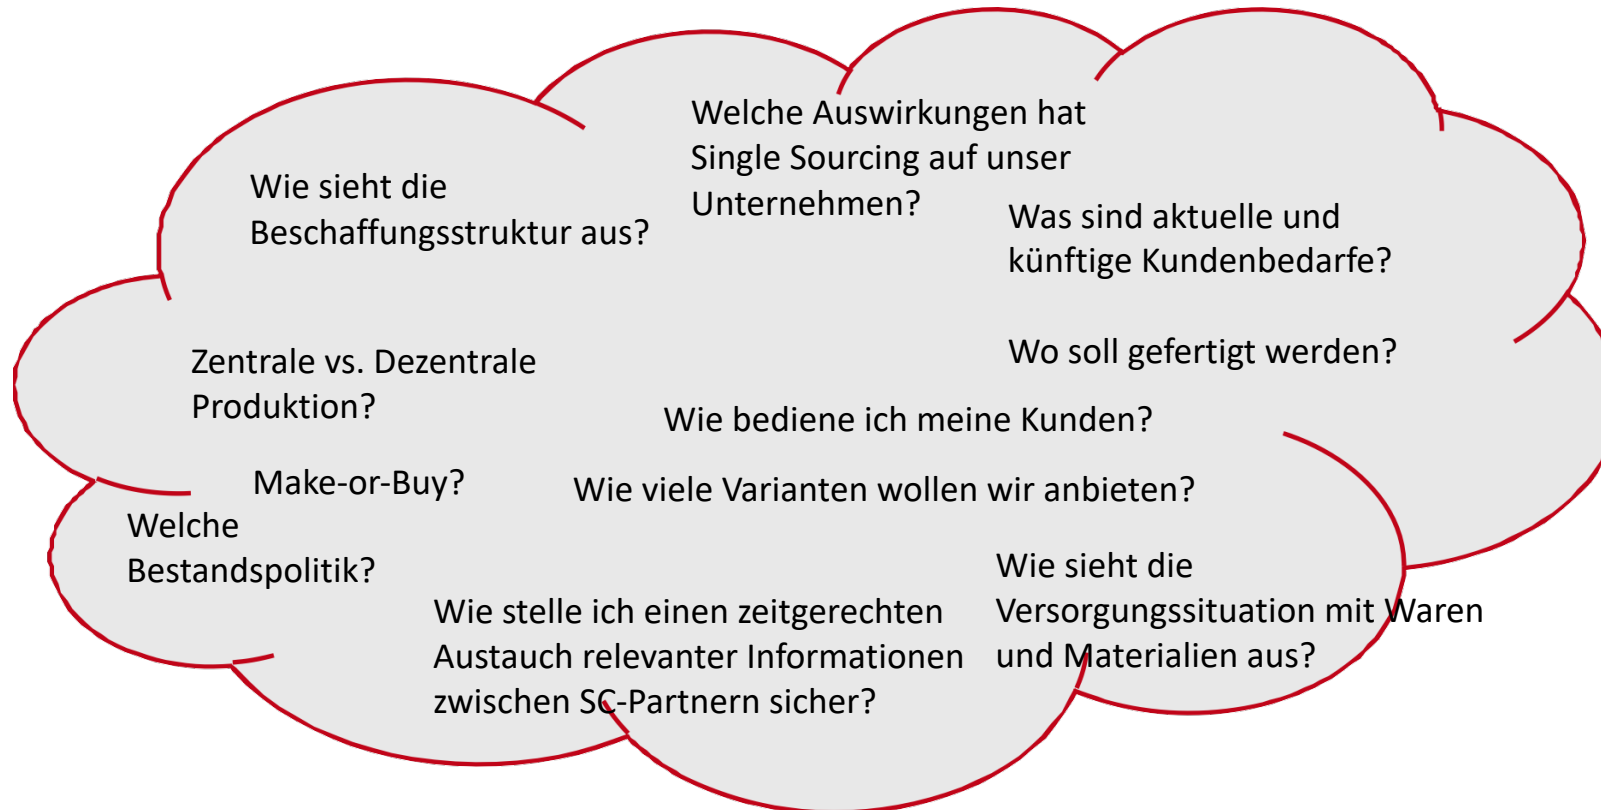 Welche Auswirkungen hat
Single Sourcing auf unser
Unternehmen?
Wie sieht die
Beschaffungsstruktur aus?
Was sind aktuelle und
künftige Kundenbedarfe?
Zentrale vs. Dezentrale
Produktion?
Wo soll gefertigt werden?
Wie bediene ich meine Kunden?
Make-or-Buy?
Wie viele Varianten wollen wir anbieten?
Welche
Bestandspolitik?
Wie stelle ich einen zeitgerechten
Austauch relevanter Informationen
zwischen SC-Partnern sicher?
Wie sieht die
Versorgungssituation mit Waren
und Materialien aus?